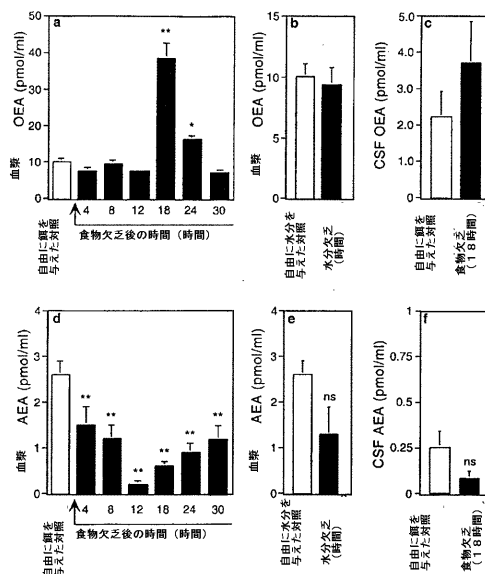 a
OEA (pmol/ml)
血漿
50
40
30
20
10
0
**
*
4 8 12 18 24 30
食物欠乏後の時間 (時間)
自由に餌を
与えた対照
b
OEA (pmol/ml)
血漿
15
10
5
0
自由に水分を
与えた対照
水分欠乏
(時間)
c
CSF OEA (pmol/ml)
5.0
4.0
3.0
2.0
1.0
0
自由に餌を
与えた対照
食物欠乏
(18時間)
d
AEA (pmol/ml)
血漿
4
3
2
1
0
**
**
**
**
**
**
4 8 12 18 24 30
食物欠乏後の時間 (時間)
自由に餌を
与えた対照
e
AEA (pmol/ml)
血漿
4
3
2
1
0
ns
自由に水分を
与えた対照
水分欠乏
(時間)
f
CSF AEA (pmol/ml)
1
0.75
0.5
0.25
0
ns
自由に餌を
与えた対照
食物欠乏
(18時間)